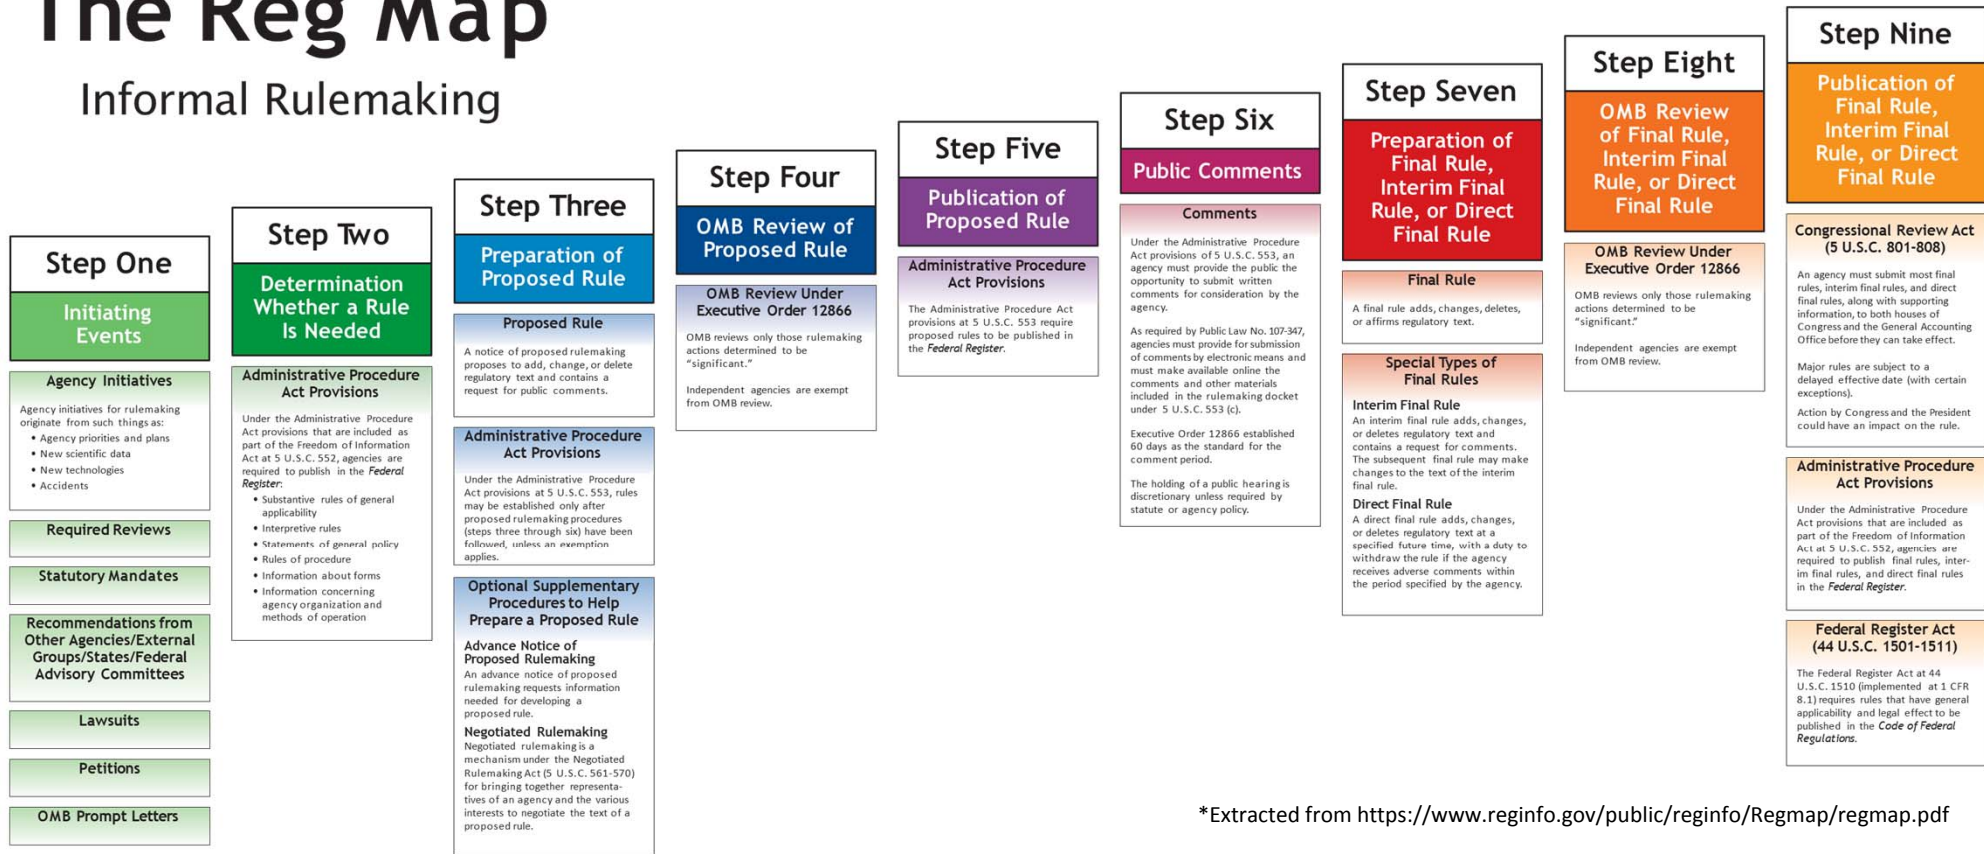 The Reg Map
Informal Rulemaking
Step One
Initiating
Events
Agency Initiatives
Agency initiatives for rulemaking
originate from such things as:
• Agency priorities and plans
• New scientific data
• New technologies
• Accidents
Required Reviews
Statutory Mandates
Recommendations from
Other Agencies/External
Groups/States/Federal
Advisory Committees
Lawsuits
Petitions
OMB Prompt Letters
Step Two
Determination
Whether a Rule
Is Needed
Administrative Procedure
Act Provisions
Under the Administrative Procedure
Act provisions that are included as
part of the Freedom of Information
Act at 5 U.S.C. 552, agencies are
required to publish in the Federal
Register:
• Substantive rules of general
applicability
• Interpretive rules
• Statements of general policy
• Rules of procedure
• Information about forms
• Information concerning
agency organization and
methods of operation
Step Three
Preparation of
Proposed Rule
Proposed Rule
A notice of proposed rulemaking
proposes to add, change, or delete
regulatory text and contains a
request for public comments.
Administrative Procedure
Act Provisions
Under the Administrative Procedure
Act provisions at 5 U.S.C. 553, rules
may be established only after
proposed rulemaking procedures
(steps three through six) have been
followed, unless an exemption
applies.
Optional Supplementary
Procedures to Help
Prepare a Proposed Rule
Advance Notice of
Proposed Rulemaking
An advance notice of proposed
rulemaking requests information
needed for developing a
proposed rule.
Negotiated Rulemaking
Negotiated rulemaking is a
mechanism under the Negotiated
Rulemaking Act (5 U.S.C. 561-570)
for bringing together representa-
tives of an agency and the various
interests to negotiate the text of a
proposed rule.
Step Four
OMB Review of
Proposed Rule
OMB Review Under
Executive Order 12866
OMB reviews only those rulemaking
actions determined to be
“significant.”
Independent agencies are exempt
from OMB review.
Step Five
Publication of
Proposed Rule
Administrative Procedure
Act Provisions
The Administrative Procedure Act
provisions at 5 U.S.C. 553 require
proposed rules to be published in
the Federal Register.
Step Six
Public Comments
Comments
Under the Administrative Procedure
Act provisions of 5 U.S.C. 553, an
agency must provide the public the
opportunity to submit written
comments for consideration by the
agency.
As required by Public Law No. 107-347,
agencies must provide for submission
of comments by electronic means and
must make available online the
comments and other materials
included in the rulemaking docket
under 5 U.S.C. 553 (c).
Executive Order 12866 established
60 days as the standard for the
comment period.
The holding of a public hearing is
discretionary unless required by
statute or agency policy.
Step Seven
Preparation of
Final Rule,
Interim Final
Rule, or Direct
Final Rule
Final Rule
A final rule adds, changes, deletes,
or affirms regulatory text.
Special Types of
Final Rules
Interim Final Rule
An interim final rule adds, changes,
or deletes regulatory text and
contains a request for comments.
The subsequent final rule may make
changes to the text of the interim
final rule.
Direct Final Rule
A direct final rule adds, changes,
or deletes regulatory text at a
specified future time, with a duty to
withdraw the rule if the agency
receives adverse comments within
the period specified by the agency.
Step Eight
OMB Review
of Final Rule,
Interim Final
Rule, or Direct
Final Rule
OMB Review Under
Executive Order 12866
OMB reviews only those rulemaking
actions determined to be
“significant.”
Independent agencies are exempt
from OMB review.
Step Nine
Publication of
Final Rule,
Interim Final
Rule, or Direct
Final Rule
Congressional Review Act
(5 U.S.C. 801-808)
An agency must submit most final
rules, interim final rules, and direct
final rules, along with supporting
information, to both houses of
Congress and the General Accounting
Office before they can take effect.
Major rules are subject to a
delayed effective date (with certain
exceptions).
Action by Congress and the President
could have an impact on the rule.
Administrative Procedure
Act Provisions
Under the Administrative Procedure
Act provisions that are included as
part of the Freedom of Information
Act at 5 U.S.C. 552, agencies are
required to publish final rules, inter-
im final rules, and direct final rules
in the Federal Register.
Federal Register Act
(44 U.S.C. 1501-1511)
The Federal Register Act at 44
U.S.C. 1510 (implemented at 1 CFR
8.1) requires rules that have general
applicability and legal effect to be
published in the Code of Federal
Regulations.
*Extracted from https://www.reginfo.gov/public/reginfo/Regmap/regmap.pdf